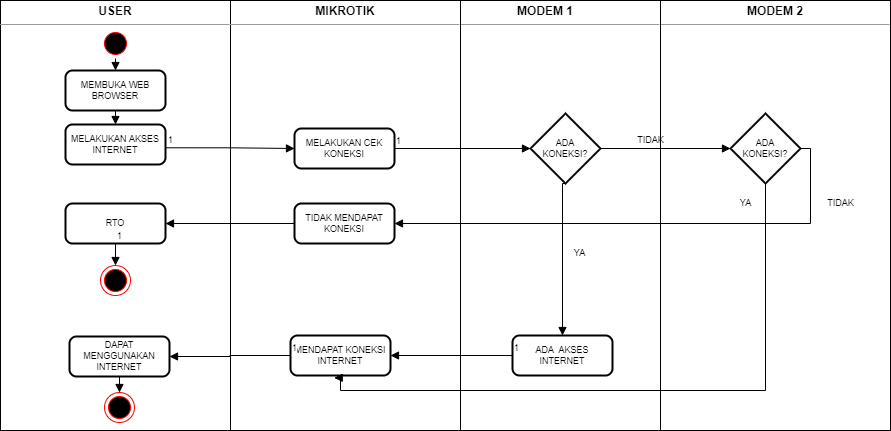 USER
MIKROTIK
MODEM 1
MODEM 2
MEMBUKA WEB
BROWSER
MELAKUKAN AKSES
INTERNET
1
MELAKUKAN CEK
KONEKSI
1
ADA
KONEKSI?
TIDAK
ADA
KONEKSI?
RTO
1
TIDAK MENDAPAT
KONEKSI
YA
TIDAK
YA
DAPAT
MENGGUNAKAN
INTERNET
1
MENDAPAT KONEKSI
INTERNET
1
ADA AKSES
INTERNET